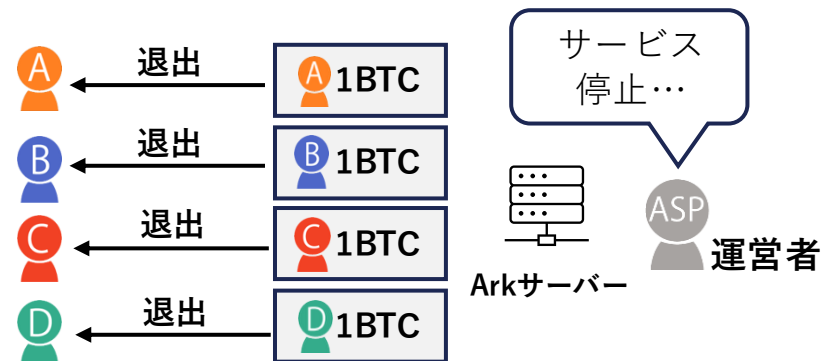 サービス
停止…
A 退出 A 1BTC
B 退出 B 1BTC
C 退出 C 1BTC
D 退出 D 1BTC
ASP
運営者
Arkサーバー